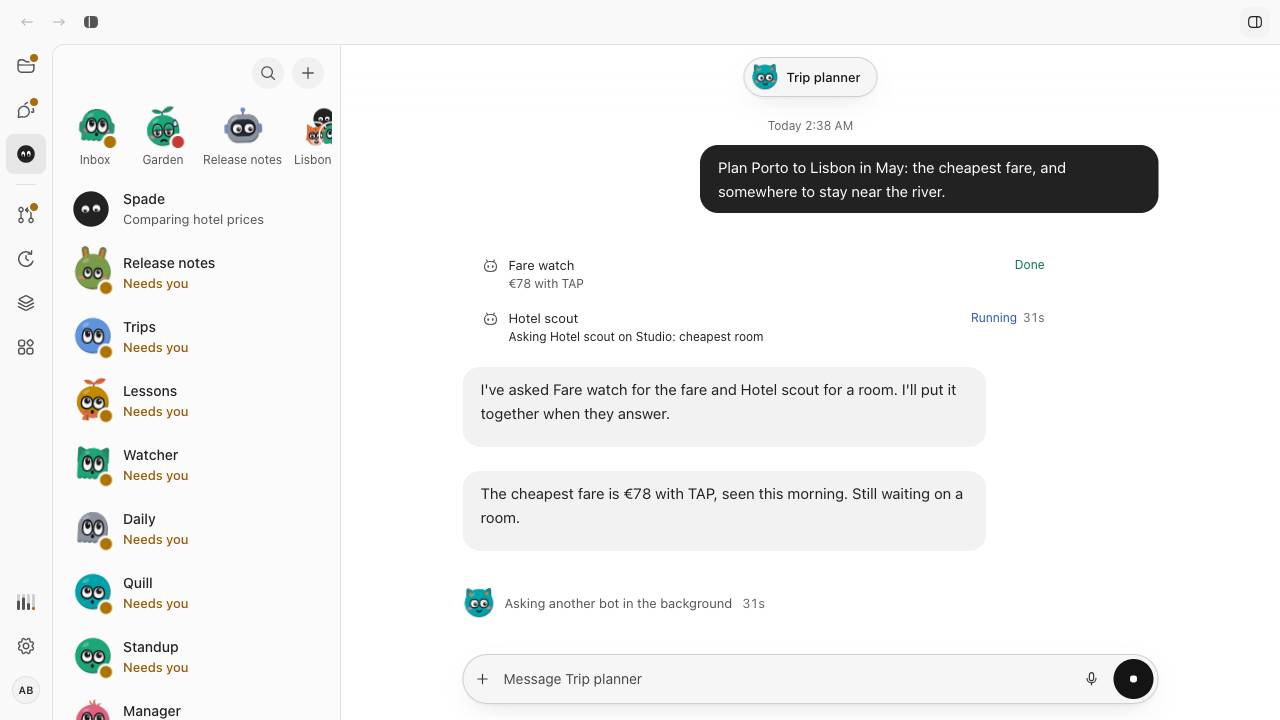 Inbox
Garden
Release notes
Lisbon
Spade
Comparing hotel prices
Release notes
Needs you
Trips
Needs you
Lessons
Needs you
Watcher
Needs you
Daily
Needs you
Quill
Needs you
Standup
Needs you
Manager
AB
Trip planner
Today 2:38 AM
Plan Porto to Lisbon in May: the cheapest fare, and
somewhere to stay near the river.
Fare watch
Done
€78 with TAP
Hotel scout
Running 31s
Asking Hotel scout on Studio: cheapest room
I've asked Fare watch for the fare and Hotel scout for a room. I'll put it
together when they answer.
The cheapest fare is €78 with TAP, seen this morning. Still waiting on a
room.
Asking another bot in the background 31s
Message Trip planner